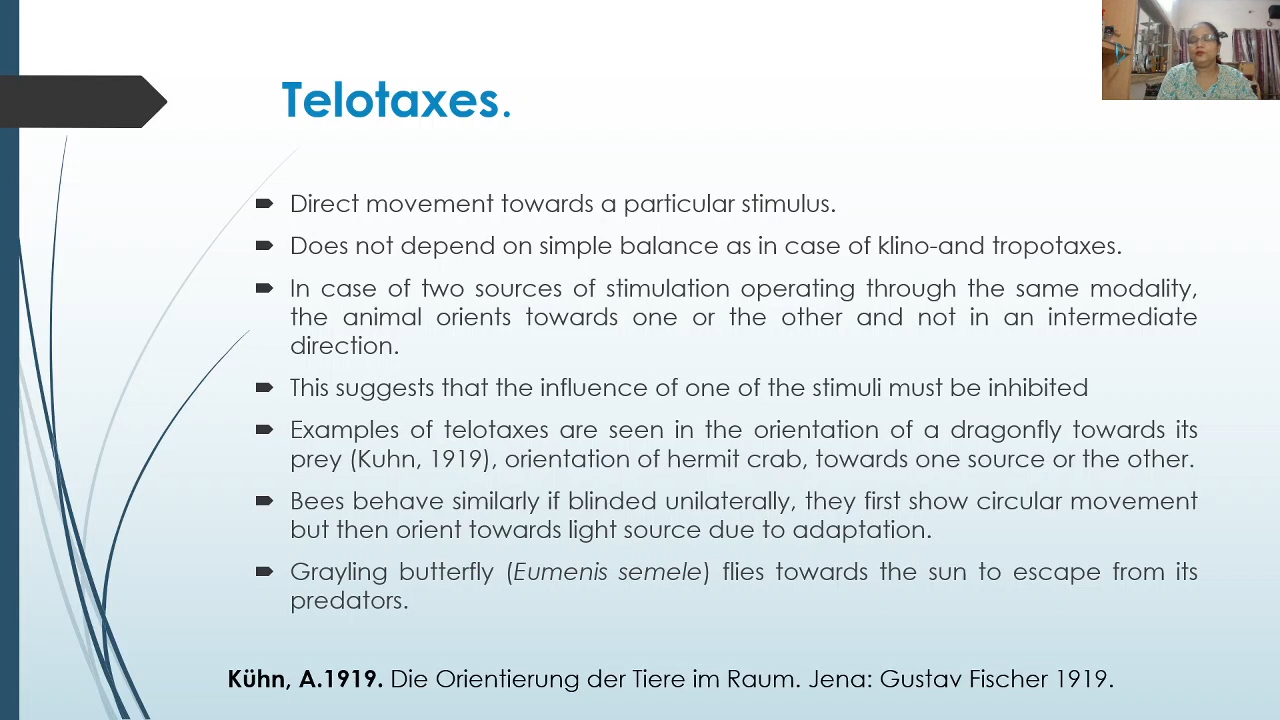 Telotaxes.
Direct movement towards a particular stimulus.
Does not depend on simple balance as in case of klino-and tropotaxes.
In case of two sources of stimulation operating through the same modality,
the animal orients towards one or the other and not in an intermediate
direction.
This suggests that the influence of one of the stimuli must be inhibited
Examples of telotaxes are seen in the orientation of a dragonfly towards its
prey (Kuhn, 1919), orientation of hermit crab, towards one source or the other.
Bees behave similarly if blinded unilaterally, they first show circular movement
but then orient towards light source due to adaptation.
Grayling butterfly (Eumenis semele) flies towards the sun to escape from its
predators.
Kühn, A.1919. Die Orientierung der Tiere im Raum. Jena: Gustav Fischer 1919.